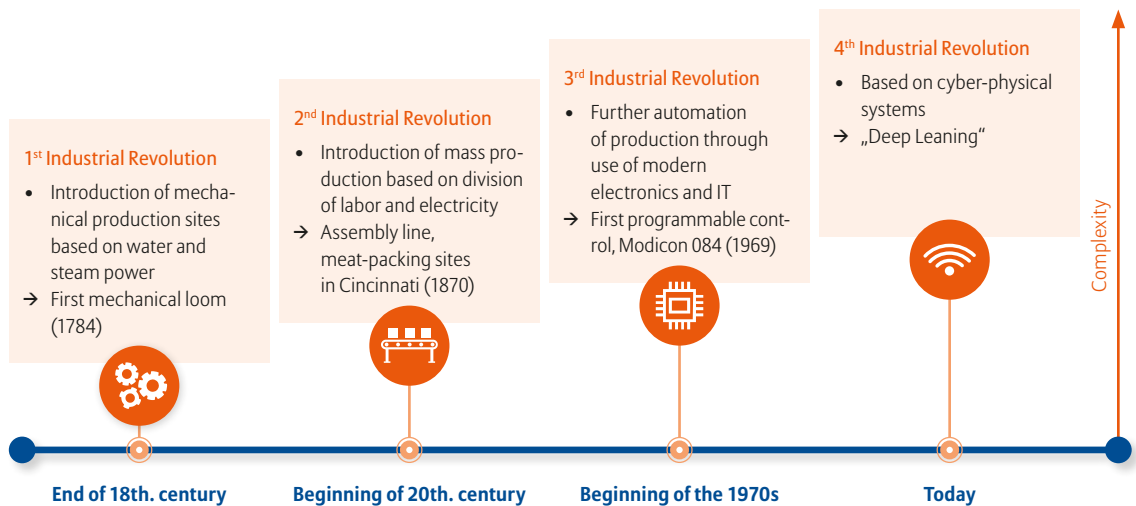 1st Industrial Revolution
• Introduction of mecha-
nical production sites
based on water and
steam power
→ First mechanical loom
(1784)
2nd Industrial Revolution
• Introduction of mass pro-
duction based on division
of labor and electricity
→ Assembly line,
meat-packing sites
in Cincinnati (1870)
3rd Industrial Revolution
• Further automation
of production through
use of modern
electronics and IT
→ First programmable cont-
rol, Modicon 084 (1969)
4th Industrial Revolution
• Based on cyber-physical
systems
→ „Deep Leaning“
Complexity
End of 18th. century
Beginning of 20th. century
Beginning of the 1970s
Today